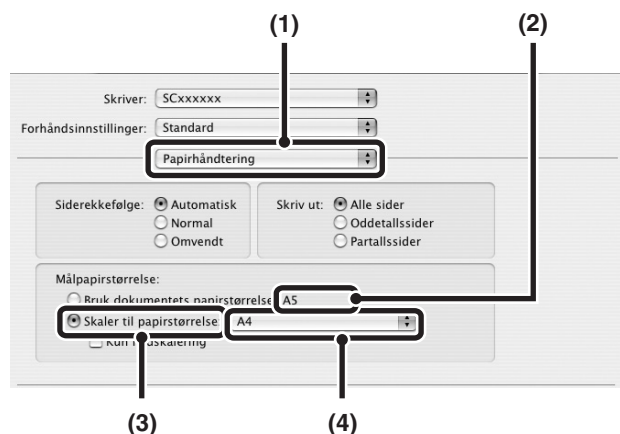 (1) (2)
Skriver: SCxxxxxx
Forhåndsinnstillinger: Standard
Papirhåndtering
Siderekkefølge: Automatisk Skriv ut: Alle sider
Normal Oddetallssider
Omvendt Partallssider
Målpapirstørrelse:
Bruk dokumentets papirstørrelse A5
Skaler til papirstørrelse: A4
Kun
(3) (4)